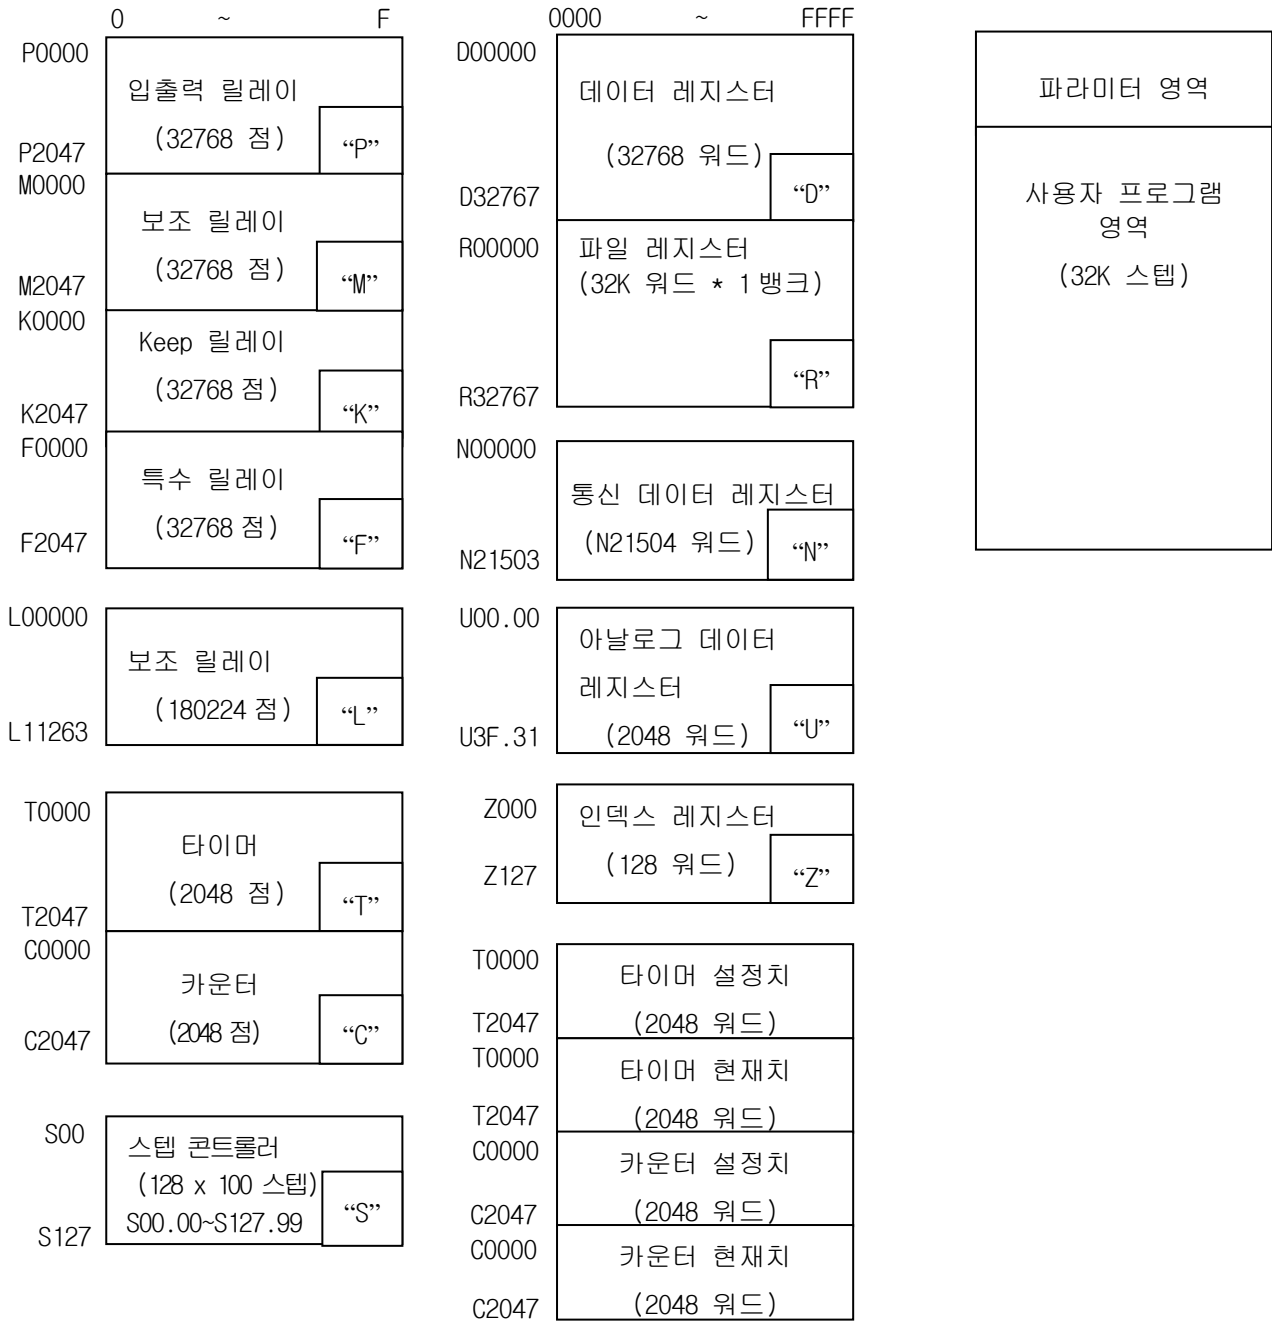 0 ~ F
P0000
입출력 릴레이
(32768 점)
“P”
P2047
M0000
보조 릴레이
(32768 점)
“M”
M2047
K0000
Keep 릴레이
(32768 점)
“K”
K2047
F0000
특수 릴레이
(32768 점)
“F”
F2047
L00000
보조 릴레이
(180224 점)
“L”
L11263
T0000
타이머
(2048 점)
“T”
T2047
C0000
카운터
(2048 점)
“C”
C2047
S00
스텝 콘트롤러
(128 x 100 스텝)
S00.00~S127.99
“S”
S127
0000 ~ FFFF
D00000
데이터 레지스터
(32768 워드)
“D”
D32767
R00000
파일 레지스터
(32K 워드 * 1 뱅크)
“R”
R32767
N00000
통신 데이터 레지스터
(N21504 워드)
“N”
N21503
U00.00
아날로그 데이터
레지스터
(2048 워드)
“U”
U3F.31
Z000
인덱스 레지스터
(128 워드)
“Z”
Z127
T0000
타이머 설정치
(2048 워드)
T2047
T0000
타이머 현재치
(2048 워드)
T2047
C0000
카운터 설정치
(2048 워드)
C2047
C0000
카운터 현재치
(2048 워드)
C2047
파라미터 영역
사용자 프로그램
영역
(32K 스텝)